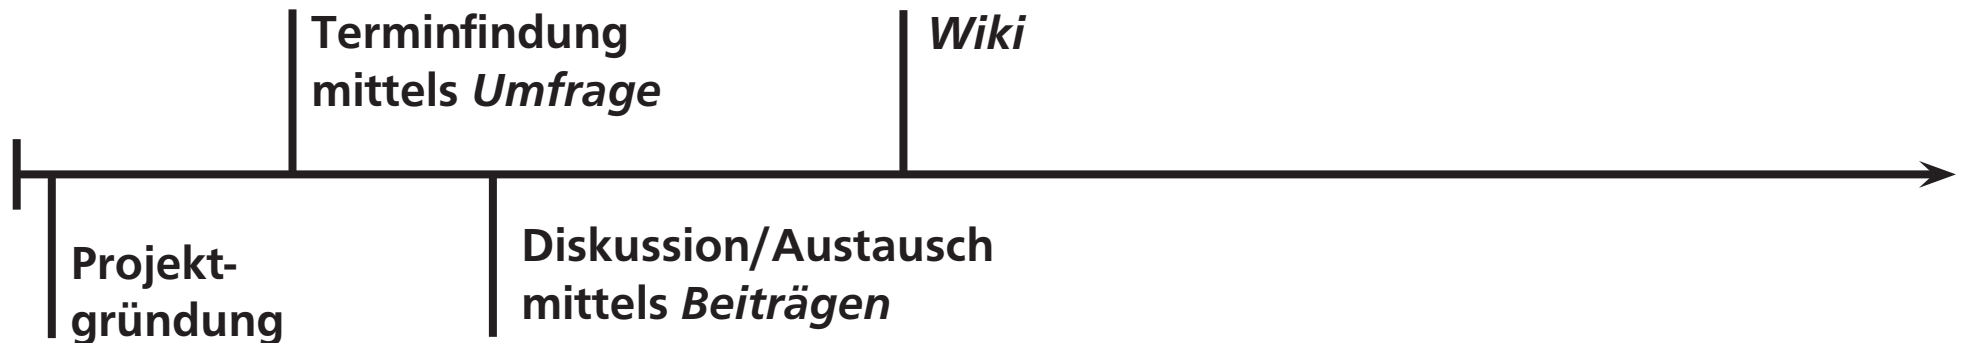 Terminfindung
mittels Umfrage
Wiki
Projekt-
gründung
Diskussion/Austausch
mittels Beiträgen